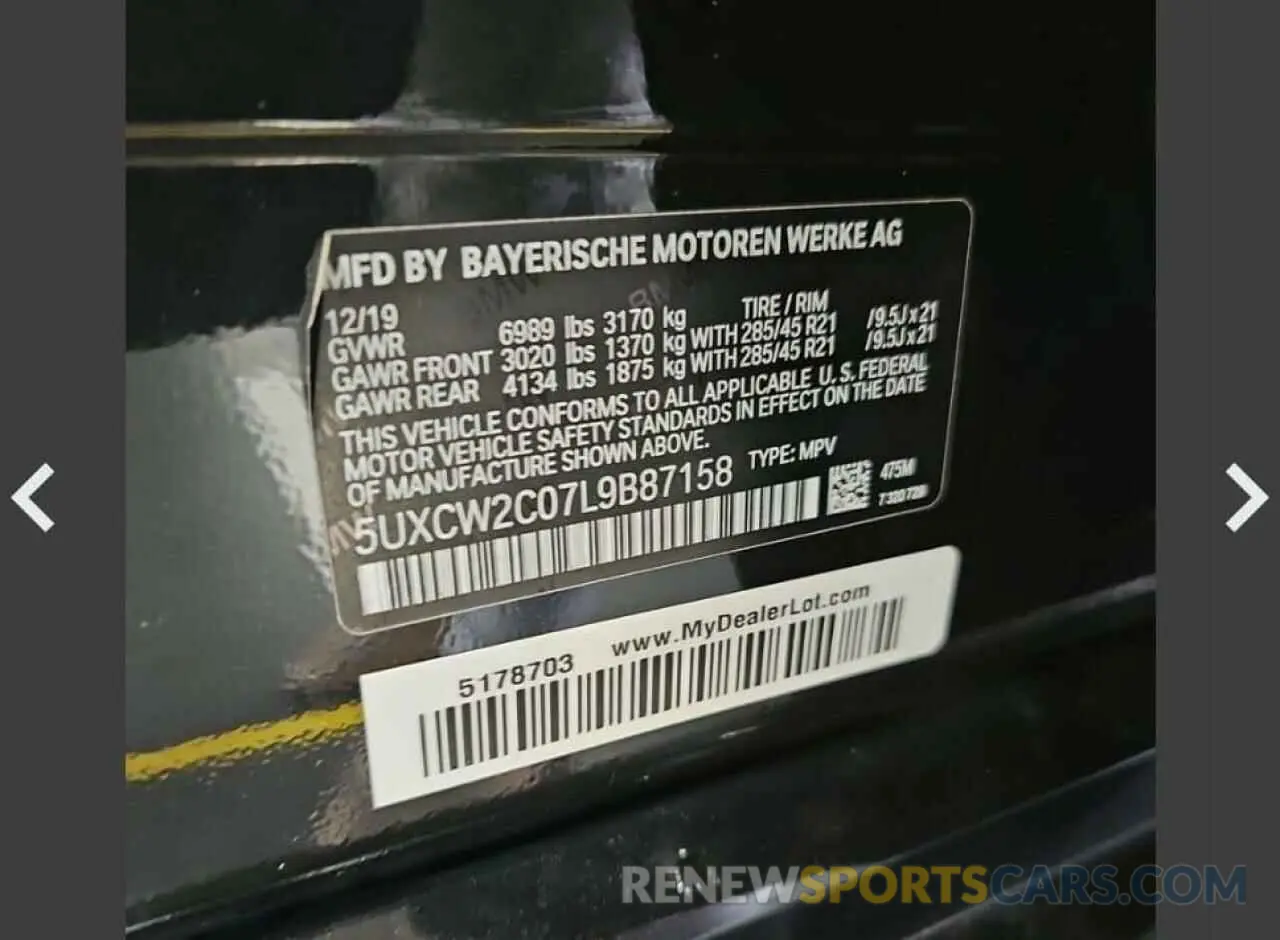 MFD BY BAYERISCHE MOTOREN WERKE AG
12/19 TIRE / RIM
GVWR 6989 lbs 3170 kg
GAWR FRONT 3020 lbs 1370 kg WITH 285/45 R21 /9.5J x 21
GAWR REAR 4134 lbs 1875 kg WITH 285/45 R21 /9.5J x 21
THIS VEHICLE CONFORMS TO ALL APPLICABLE U. S. FEDERAL
MOTOR VEHICLE SAFETY STANDARDS IN EFFECT ON THE DATE
OF MANUFACTURE SHOWN ABOVE.
5UXCW2C07L9B87158 TYPE: MPV
475M
5178703 www.MyDealerLot.com
RENEWSPORTSCARS.COM